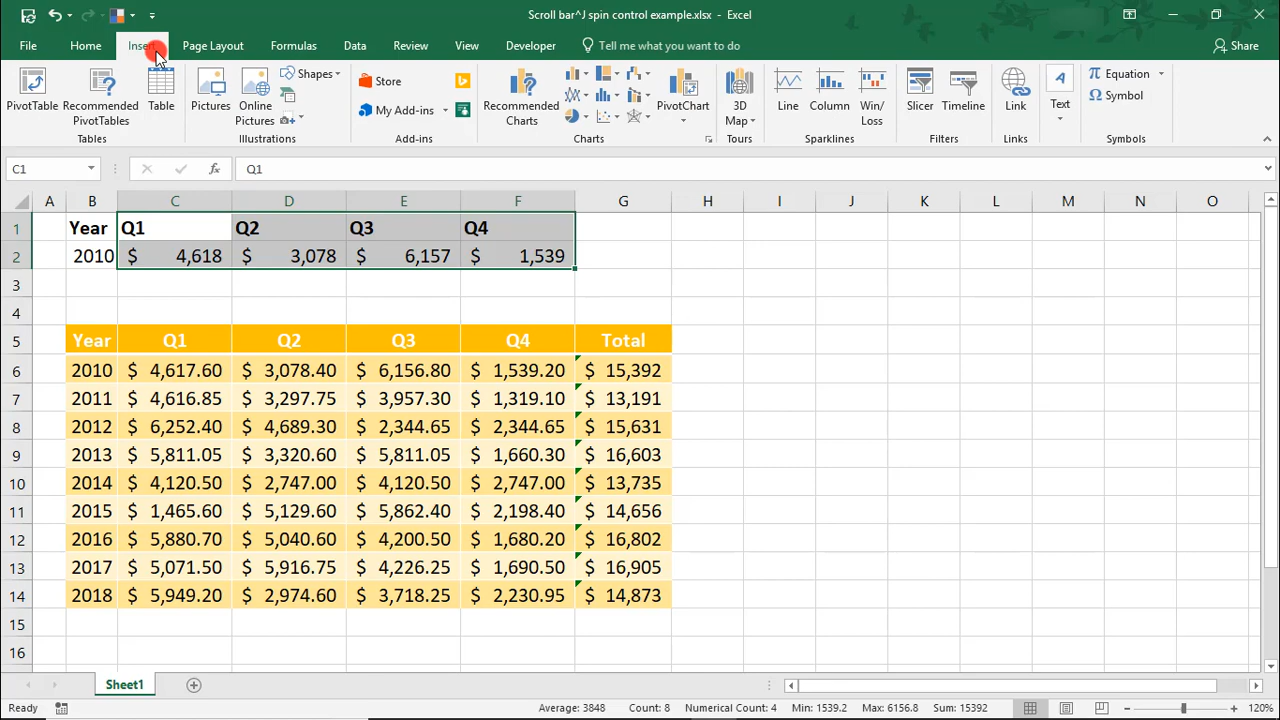 Scroll bar^J spin control example.xlsx - Excel
File Home Insert Page Layout Formulas Data Review View Developer Tell me what you want to do Share
PivotTable Recommended PivotTables Table Pictures Online Pictures Shapes Store My Add-ins Recommended Charts PivotChart 3D Map Line Column Win/ Loss Slicer Timeline Link Text Equation Symbol
Tables Illustrations Add-ins Charts Tours Sparklines Filters Links Symbols
C1 fx Q1
A B C D E F G H I J K L M N O
1 Year Q1 Q2 Q3 Q4
2 2010 $ 4,618 $ 3,078 $ 6,157 $ 1,539
3
4
5 Year Q1 Q2 Q3 Q4 Total
6 2010 $ 4,617.60 $ 3,078.40 $ 6,156.80 $ 1,539.20 $ 15,392
7 2011 $ 4,616.85 $ 3,297.75 $ 3,957.30 $ 1,319.10 $ 13,191
8 2012 $ 6,252.40 $ 4,689.30 $ 2,344.65 $ 2,344.65 $ 15,631
9 2013 $ 5,811.05 $ 3,320.60 $ 5,811.05 $ 1,660.30 $ 16,603
10 2014 $ 4,120.50 $ 2,747.00 $ 4,120.50 $ 2,747.00 $ 13,735
11 2015 $ 1,465.60 $ 5,129.60 $ 5,862.40 $ 2,198.40 $ 14,656
12 2016 $ 5,880.70 $ 5,040.60 $ 4,200.50 $ 1,680.20 $ 16,802
13 2017 $ 5,071.50 $ 5,916.75 $ 4,226.25 $ 1,690.50 $ 16,905
14 2018 $ 5,949.20 $ 2,974.60 $ 3,718.25 $ 2,230.95 $ 14,873
15
16
Sheet1
Ready Average: 3848 Count: 8 Numerical Count: 4 Min: 1539.2 Max: 6156.8 Sum: 15392 120%